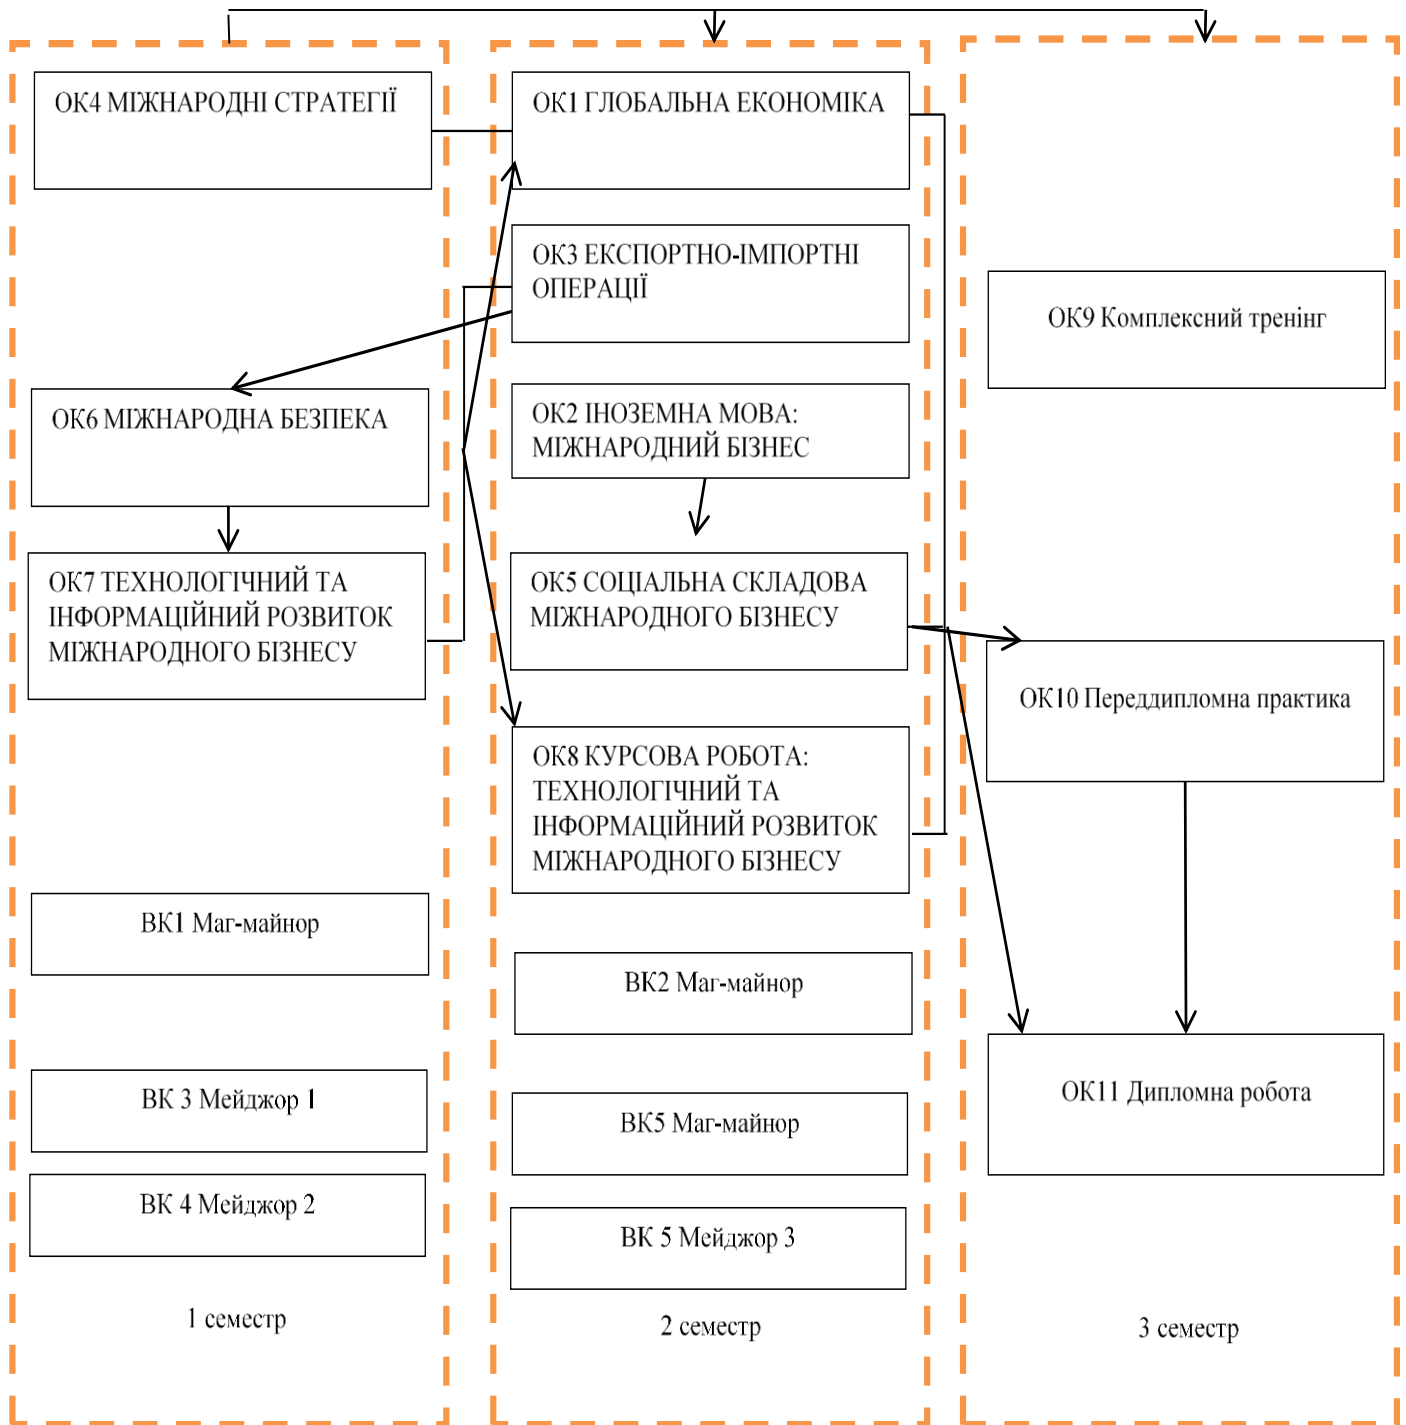 ОК4 МІЖНАРОДНІ СТРАТЕГІЇ
ОК6 МІЖНАРОДНА БЕЗПЕКА
ОК7 ТЕХНОЛОГІЧНИЙ ТА
ІНФОРМАЦІЙНИЙ РОЗВИТОК
МІЖНАРОДНОГО БІЗНЕСУ
ВК1 Маг-майнор
ВК 3 Мейджор 1
ВК 4 Мейджор 2
1 семестр
ОК1 ГЛОБАЛЬНА ЕКОНОМІКА
ОК3 ЕКСПОРТНО-ІМПОРТНІ
ОПЕРАЦІЇ
ОК2 ІНОЗЕМНА МОВА:
МІЖНАРОДНИЙ БІЗНЕС
ОК5 СОЦІАЛЬНА СКЛАДОВА
МІЖНАРОДНОГО БІЗНЕСУ
ОК8 КУРСОВА РОБОТА:
ТЕХНОЛОГІЧНИЙ ТА
ІНФОРМАЦІЙНИЙ РОЗВИТОК
МІЖНАРОДНОГО БІЗНЕСУ
ВК2 Маг-майнор
ВК5 Маг-майнор
ВК 5 Мейджор 3
2 семестр
ОК9 Комплексний тренінг
ОК10 Переддипломна практика
ОК11 Дипломна робота
3 семестр